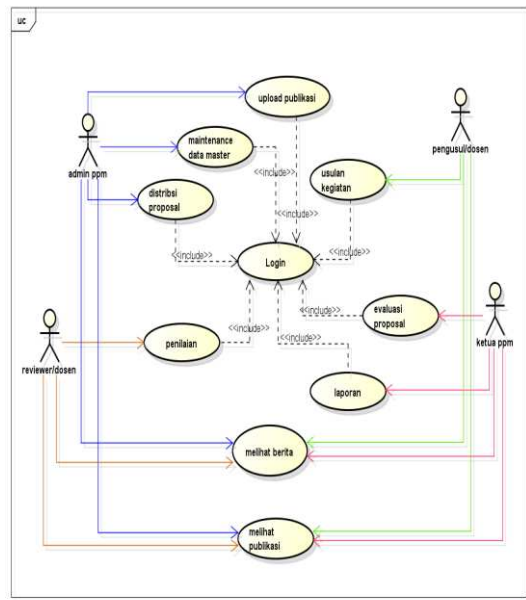 uc
upload publikasi
admin ppm
pengusul/dosen
maintenance
data master
<<include>>
<<include>>
usulan
kegiatan
distribsi
proposal
<<include>>
<<include>>
Login
<<include>>
evaluasi
proposal
ketua ppm
reviewer/dosen
penilaian
<<include>>
<<include>>
laporan
melihat berita
melihat
publikasi